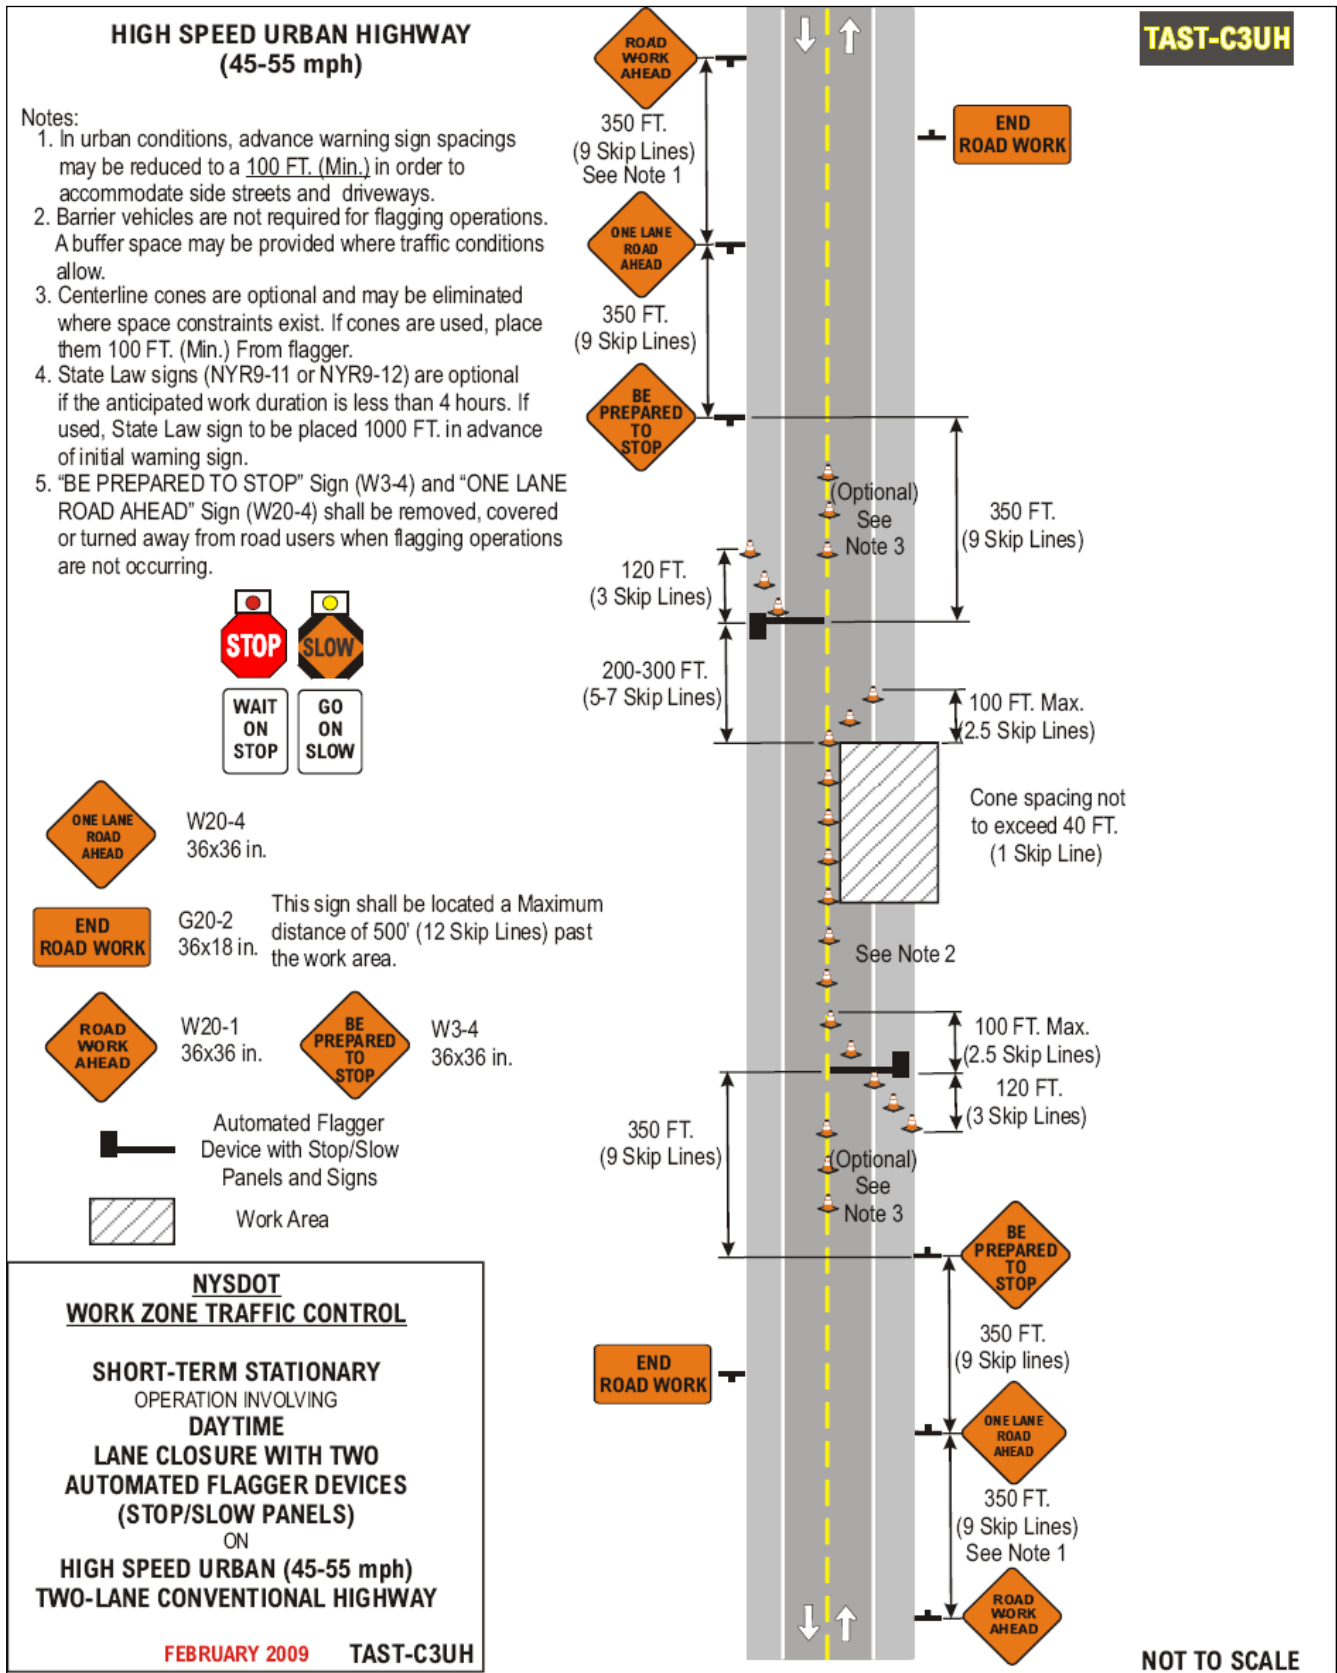 HIGH SPEED URBAN HIGHWAY
(45-55 mph)
TAST-C3UH
Notes:
1. In urban conditions, advance warning sign spacings
may be reduced to a 100 FT. (Min.) in order to
accommodate side streets and driveways.
2. Barrier vehicles are not required for flagging operations.
A buffer space may be provided where traffic conditions
allow.
3. Centerline cones are optional and may be eliminated
where space constraints exist. If cones are used, place
them 100 FT. (Min.) From flagger.
4. State Law signs (NYR9-11 or NYR9-12) are optional
if the anticipated work duration is less than 4 hours. If
used, State Law sign to be placed 1000 FT. in advance
of initial warning sign.
5. “BE PREPARED TO STOP” Sign (W3-4) and “ONE LANE
ROAD AHEAD” Sign (W20-4) shall be removed, covered
or turned away from road users when flagging operations
are not occurring.
STOP
SLOW
WAIT
ON
STOP
GO
ON
SLOW
ONE LANE
ROAD
AHEAD
W20-4
36x36 in.
END
ROAD WORK
G20-2
36x18 in.
This sign shall be located a Maximum
distance of 500' (12 Skip Lines) past
the work area.
ROAD
WORK
AHEAD
W20-1
36x36 in.
BE
PREPARED
TO
STOP
W3-4
36x36 in.
Automated Flagger
Device with Stop/Slow
Panels and Signs
Work Area
NYSDOT
WORK ZONE TRAFFIC CONTROL
SHORT-TERM STATIONARY
OPERATION INVOLVING
DAYTIME
LANE CLOSURE WITH TWO
AUTOMATED FLAGGER DEVICES
(STOP/SLOW PANELS)
ON
HIGH SPEED URBAN (45-55 mph)
TWO-LANE CONVENTIONAL HIGHWAY
FEBRUARY 2009 TAST-C3UH
ROAD
WORK
AHEAD
350 FT.
(9 Skip Lines)
See Note 1
END
ROAD WORK
ONE LANE
ROAD
AHEAD
350 FT.
(9 Skip Lines)
BE
PREPARED
TO
STOP
(Optional)
See
Note 3
350 FT.
(9 Skip Lines)
120 FT.
(3 Skip Lines)
200-300 FT.
(5-7 Skip Lines)
100 FT. Max.
(2.5 Skip Lines)
Cone spacing not
to exceed 40 FT.
(1 Skip Line)
See Note 2
100 FT. Max.
(2.5 Skip Lines)
120 FT.
(3 Skip Lines)
350 FT.
(9 Skip Lines)
(Optional)
See
Note 3
BE
PREPARED
TO
STOP
350 FT.
(9 Skip lines)
END
ROAD WORK
ONE LANE
ROAD
AHEAD
350 FT.
(9 Skip Lines)
See Note 1
ROAD
WORK
AHEAD
NOT TO SCALE